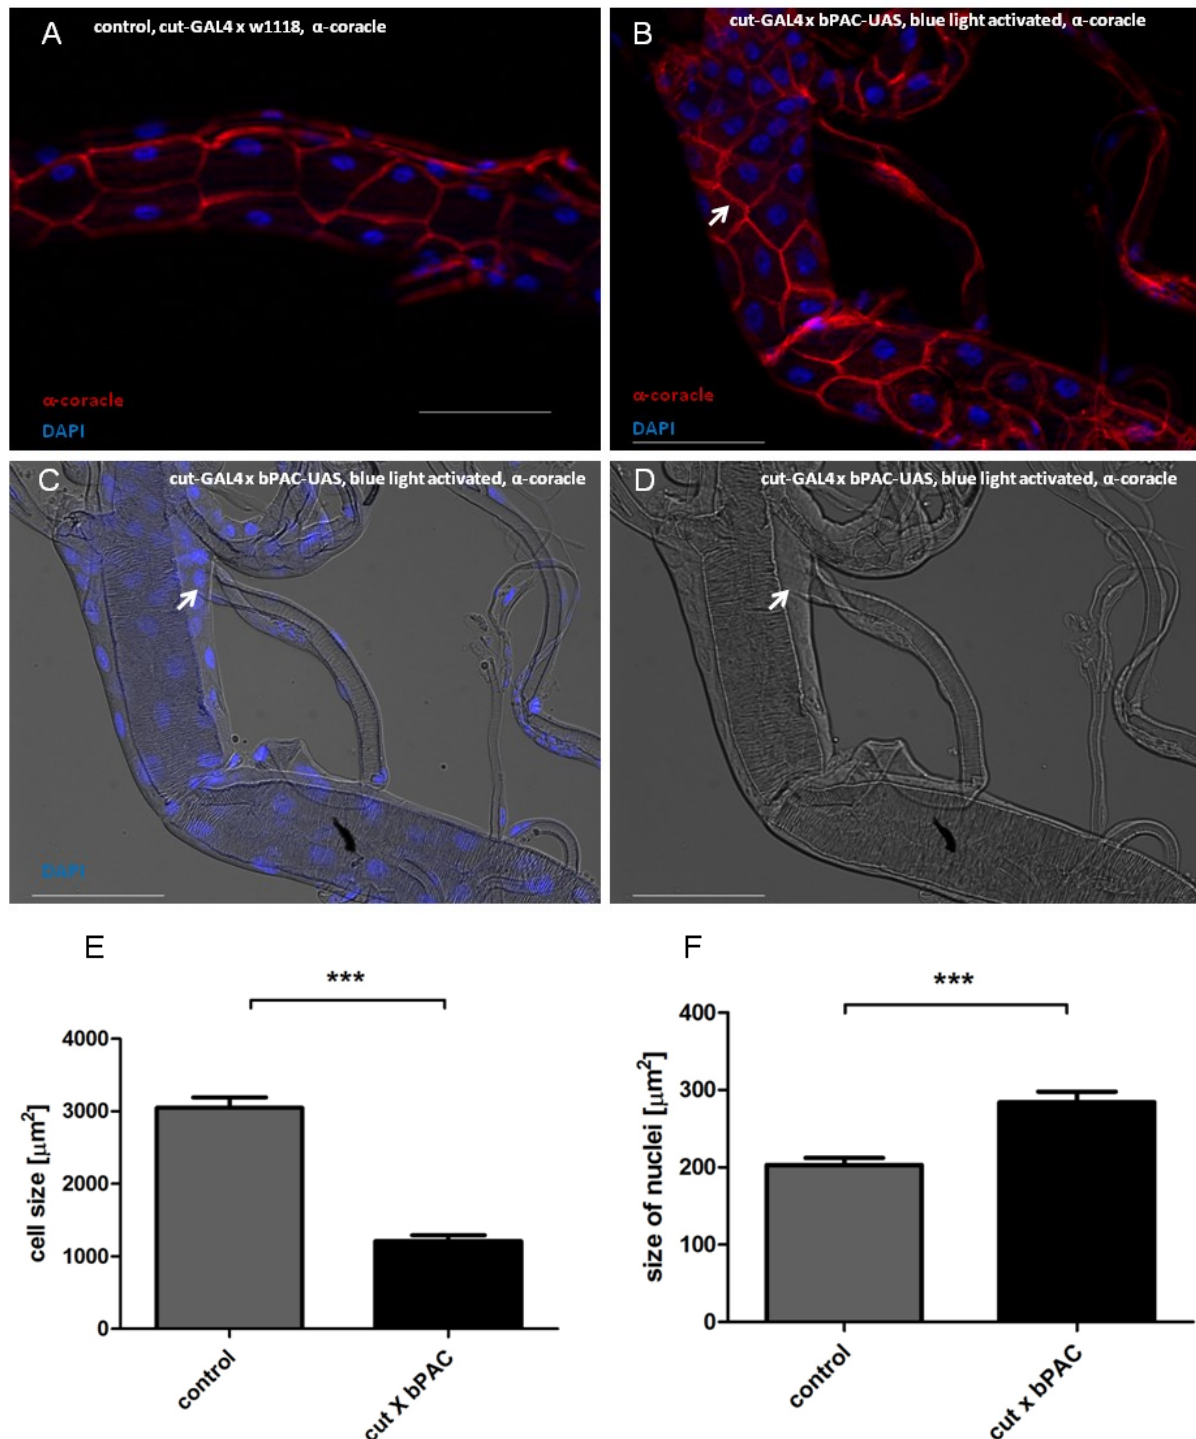 A
control, cut-GAL4 x w1118, α-coracle
α-coracle
DAPI
B
cut-GAL4 x bPAC-UAS, blue light activated, α-coracle
α-coracle
DAPI
C
cut-GAL4 x bPAC-UAS, blue light activated, α-coracle
DAPI
D
cut-GAL4 x bPAC-UAS, blue light activated, α-coracle
E
***
cell size [μm²]
4000
3000
2000
1000
0
control
cut X bPAC
F
***
size of nuclei [μm²]
400
300
200
100
0
control
cut x bPAC